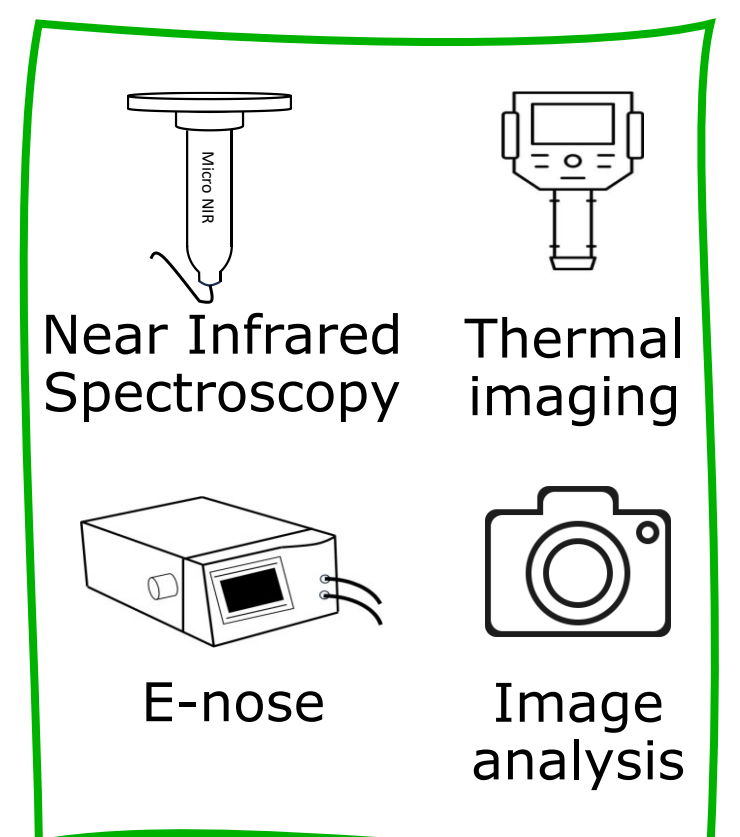 Micro NIR
Near Infrared
Spectroscopy
Thermal
imaging
E-nose
Image
analysis